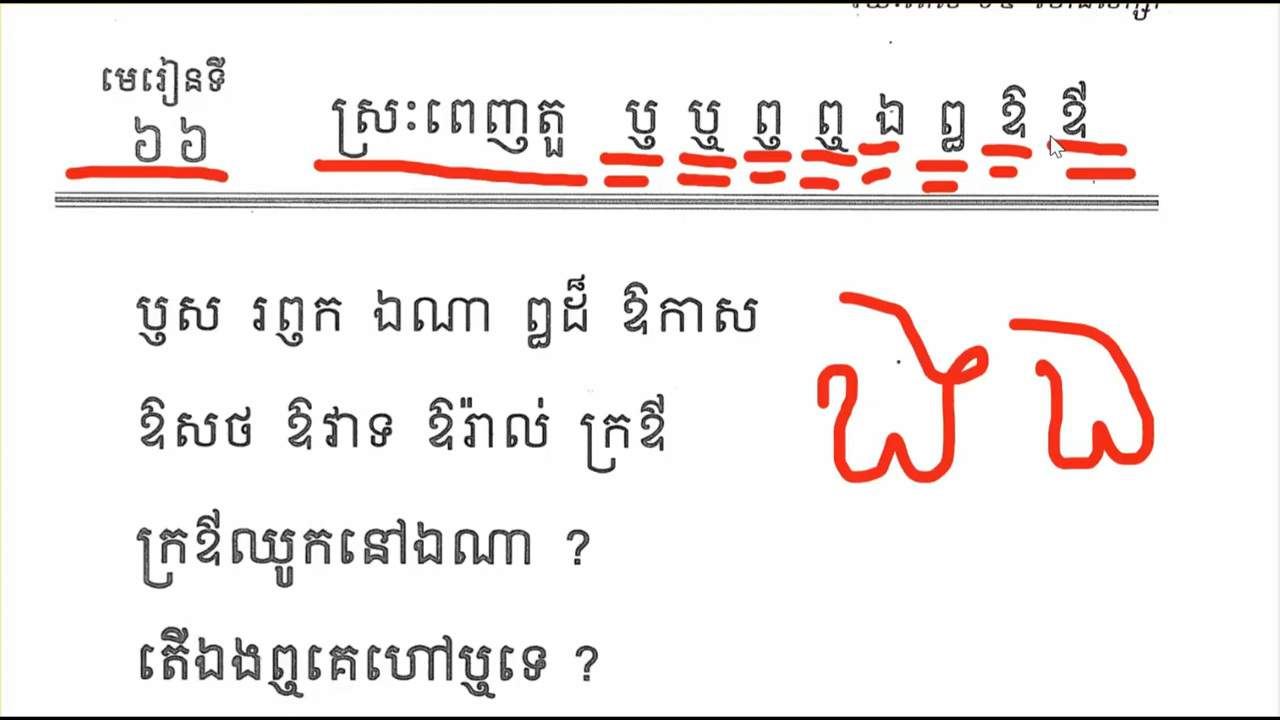 មេរៀនទី
៦៦ ស្រៈពេញតួ ឫ ឬ ឭ ឮ ឯ ឰ ឱ ឳ
ឫស រឭក ឯណា ឰដ៏ ឱកាស
ឱសថ ឱវាទ ឱរ៉ាល់ ក្រឳ
ក្រឳឈូកនៅឯណា ?
តើឯងឮគេហៅឬទេ ?
ឯ ង